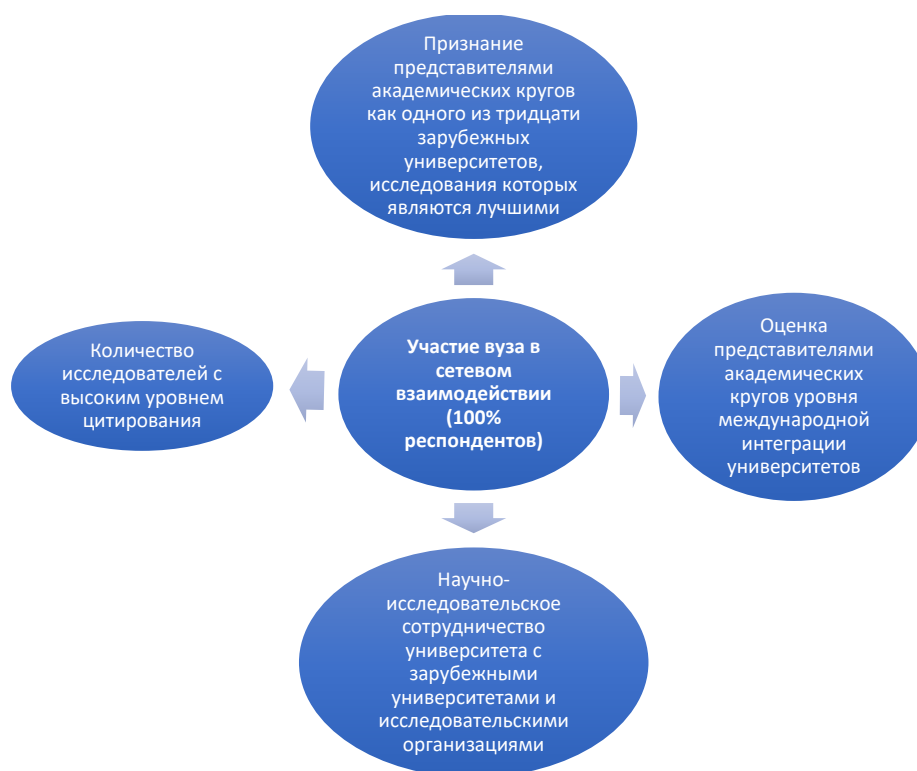 Признание
представителями
академических кругов
как одного из тридцати
зарубежных
университетов,
исследования которых
являются лучшими
Количество
исследователей с
высоким уровнем
цитирования
Участие вуза в
сетевом
взаимодействии
(100%
респондентов)
Оценка
представителями
академических
кругов уровня
международной
интеграции
университетов
Научно-
исследовательское
сотрудничество
университета с
зарубежными
университетами и
исследовательскими
организациями